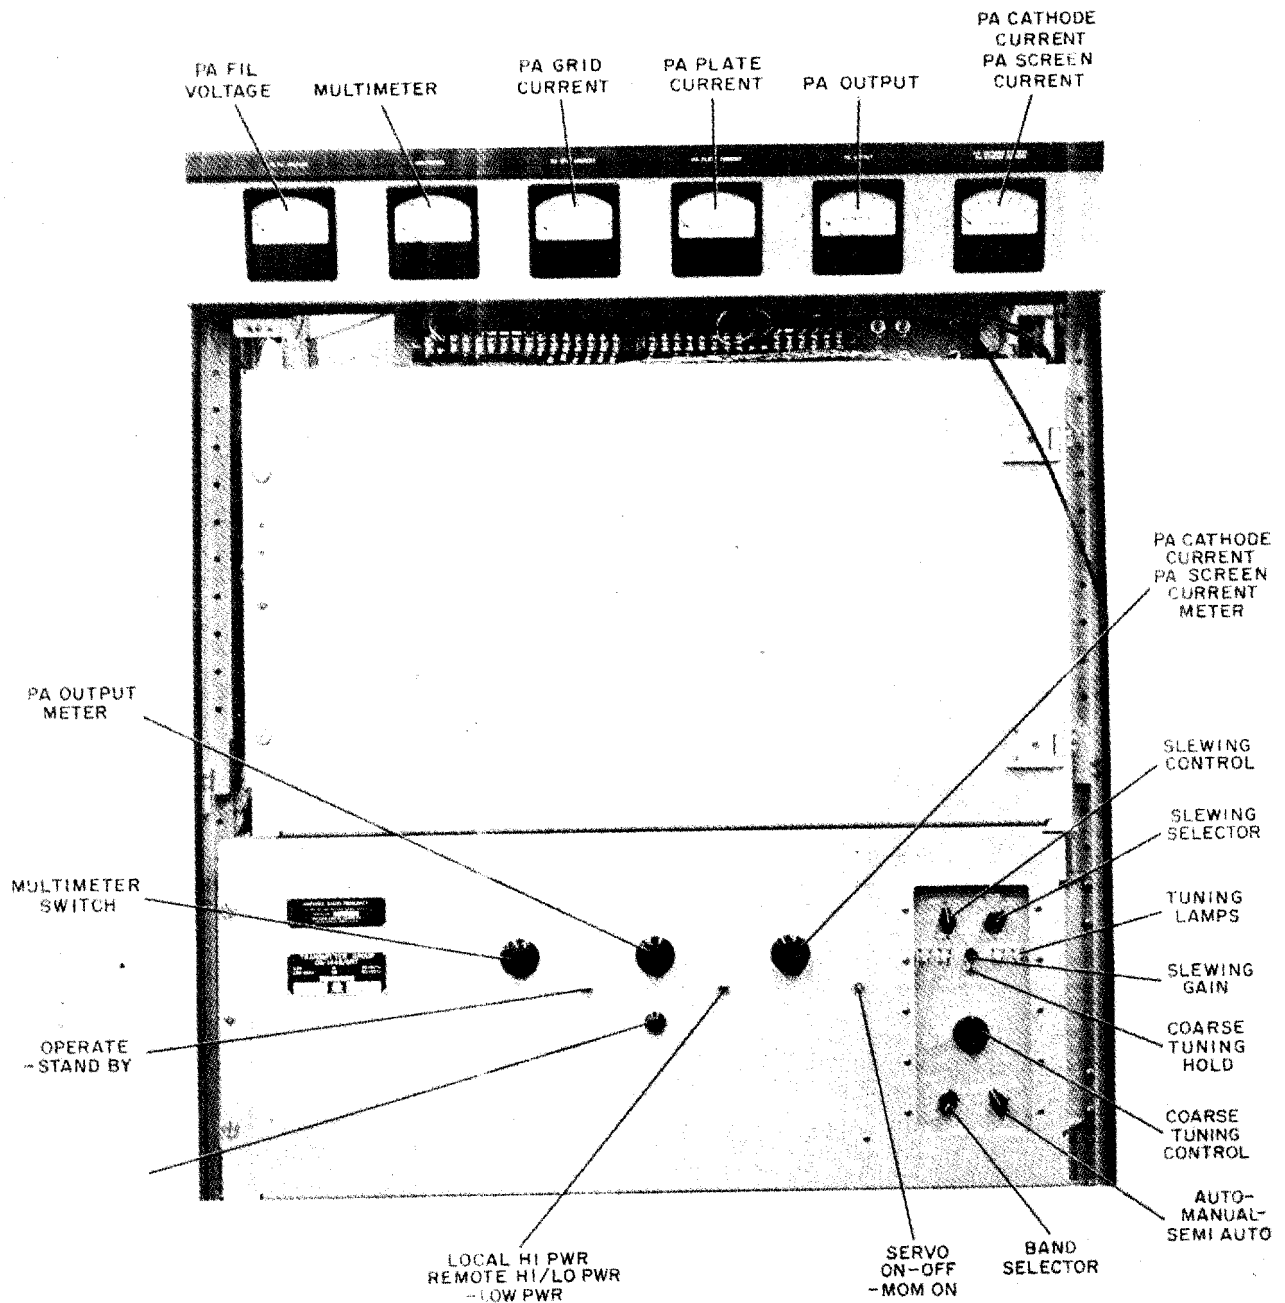 PA FIL
VOLTAGE
MULTIMETER
PA GRID
CURRENT
PA PLATE
CURRENT
PA OUTPUT
PA CATHODE
CURRENT
PA SCREEN
CURRENT
PA CATHODE
CURRENT
PA SCREEN
CURRENT
METER
PA OUTPUT
METER
SLEWING
CONTROL
SLEWING
SELECTOR
MULTIMETER
SWITCH
TUNING
LAMPS
SLEWING
GAIN
OPERATE
-STAND BY
COARSE
TUNING
HOLD
COARSE
TUNING
CONTROL
AUTO-
MANUAL-
SEMI AUTO
LOCAL HI PWR
REMOTE HI/LO PWR
-LOW PWR
SERVO
ON-OFF
-MOM ON
BAND
SELECTOR